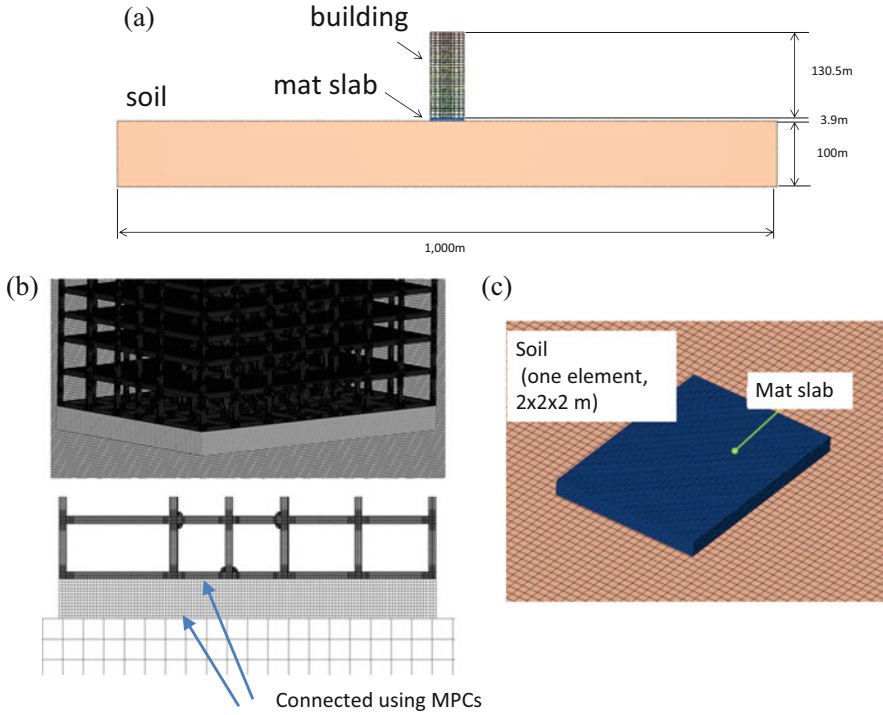 (a)
building
mat slab
soil
130.5m
3.9m
100m
1,000m
(b)
(c)
Soil
(one element,
2x2x2 m)
Mat slab
Connected using MPCs